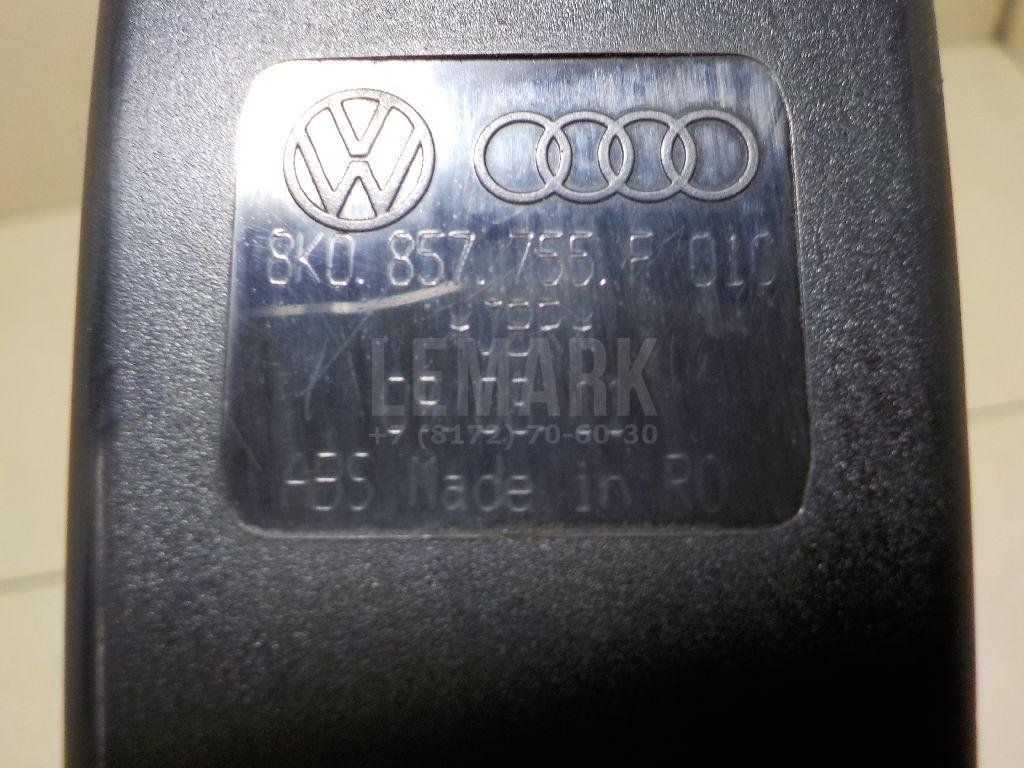 8K0. 857. 755. F 01C
LEMARK
+7 (8172) 70-60-30
ABS Made in RO